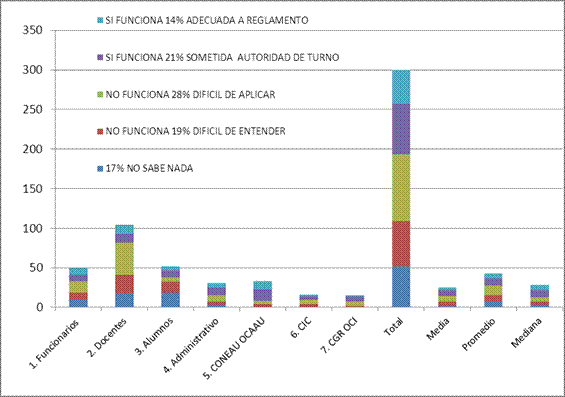 SI FUNCIONA 14% ADECUADA A REGLAMENTO
SI FUNCIONA 21% SOMETIDA AUTORIDAD DE TURNO
NO FUNCIONA 28% DIFICIL DE APLICAR
NO FUNCIONA 19% DIFICIL DE ENTENDER
17% NO SABE NADA
350
300
250
200
150
100
50
0
1. Funcionarios
2. Docentes
3. Alumnos
4. Administrativo
5. CONEAU OCAAU
6. CIC
7. CGR OCI
Total
Media
Promedio
Mediana